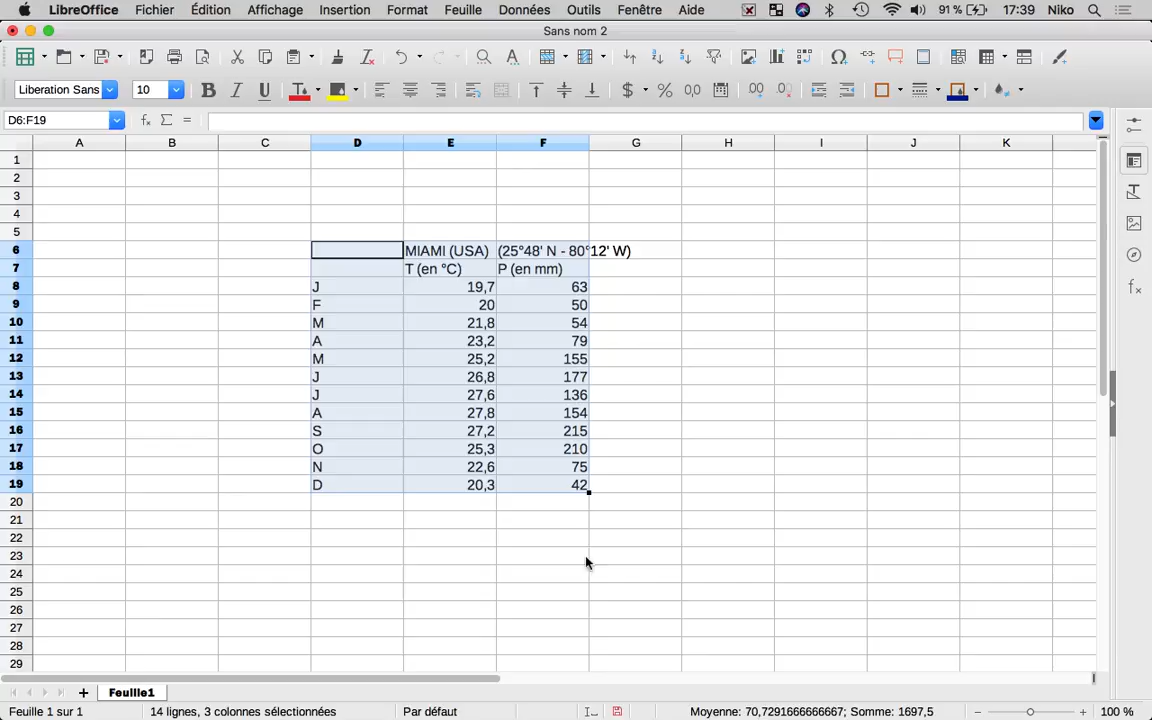 LibreOffice Fichier Édition Affichage Insertion Format Feuille Données Outils Fenêtre Aide 91 % 17:39 Niko
Sans nom 2
Liberation Sans 10
D6:F19
A B C D E F G H I J K
1
2
3
4
5
6 MIAMI (USA) (25°48' N - 80°12' W)
7 T (en °C) P (en mm)
8 J 19,7 63
9 F 20 50
10 M 21,8 54
11 A 23,2 79
12 M 25,2 155
13 J 26,8 177
14 J 27,6 136
15 A 27,8 154
16 S 27,2 215
17 O 25,3 210
18 N 22,6 75
19 D 20,3 42
20
21
22
23
24
25
26
27
28
29
Feuille1
Feuille 1 sur 1 14 lignes, 3 colonnes sélectionnées Par défaut Moyenne: 70,7291666666667; Somme: 1697,5 100 %